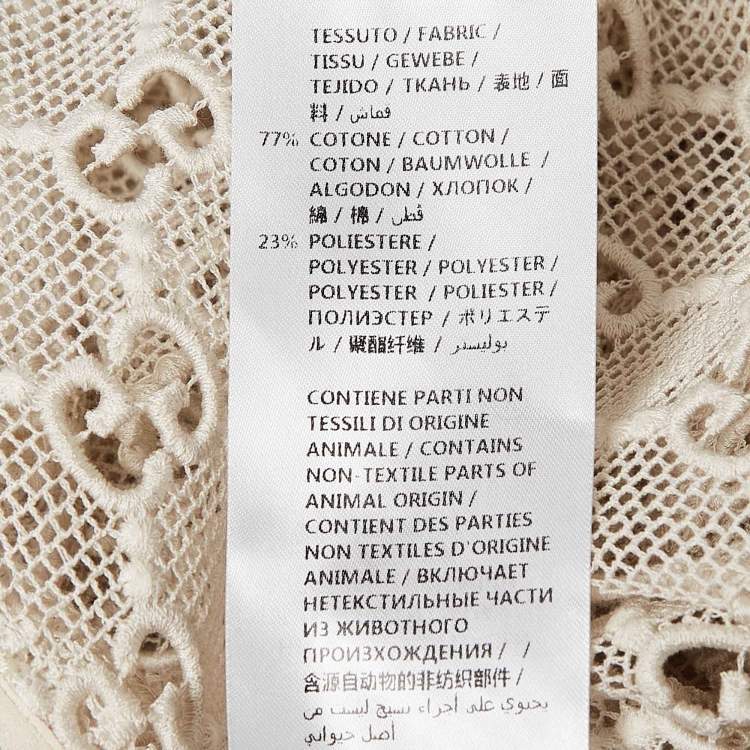 TESSUTO / FABRIC /
TISSU / GEWEBE /
TEJIDO / ТКАНЬ / 表地 / 面
料 / قماش
77% COTONE / COTTON /
COTON / BAUMWOLLE /
ALGODON / ХЛОПОК /
綿 / 棉 / قطن
23% POLIESTERE /
POLYESTER / POLYESTER /
POLYESTER / POLIESTER /
ПОЛИЭСТЕР / ポリエステ
ル / 聚酯纤维 / بوليستر
CONTIENE PARTI NON
TESSILI DI ORIGINE
ANIMALE / CONTAINS
NON-TEXTILE PARTS OF
ANIMAL ORIGIN /
CONTIENT DES PARTIES
NON TEXTILES D'ORIGINE
ANIMALE / ВКЛЮЧАЕТ
НЕТЕКСТИЛЬНЫЕ ЧАСТИ
ИЗ ЖИВОТНОГО
ПРОИЗХОЖДЕНИЯ / /
含源自动物的非纺织部件 /
يحتوي على أجزاء نسيج ليست من
أصل حيواني